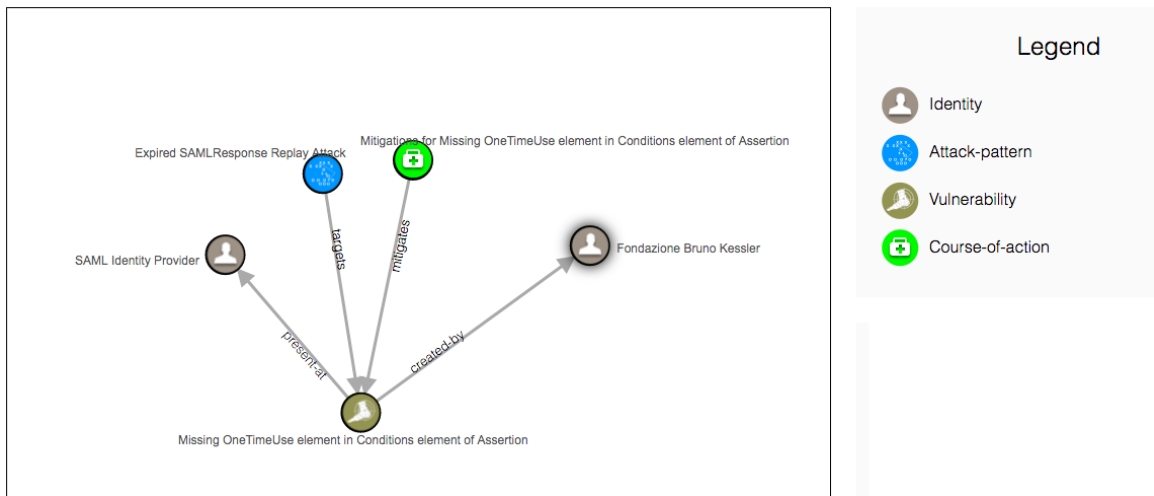 Mitigations for Missing OneTimeUse element in Conditions element of Assertion
Expired SAMLResponse Replay Attack
targets
mitigates
SAML Identity Provider
Fondazione Bruno Kessler
present-at
created-by
Missing OneTimeUse element in Conditions element of Assertion
Legend
Identity
Attack-pattern
Vulnerability
Course-of-action